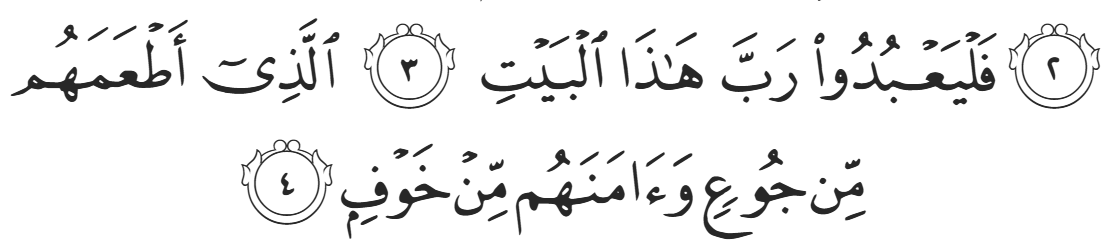 ٢ فَلْيَعْبُدُوا۟ رَبَّ هَـٰذَا ٱلْبَيْتِ ٣ ٱلَّذِىٓ أَطْعَمَهُم
مِّن جُوعٍ وَءَامَنَهُم مِّنْ خَوْفٍۭ ٤